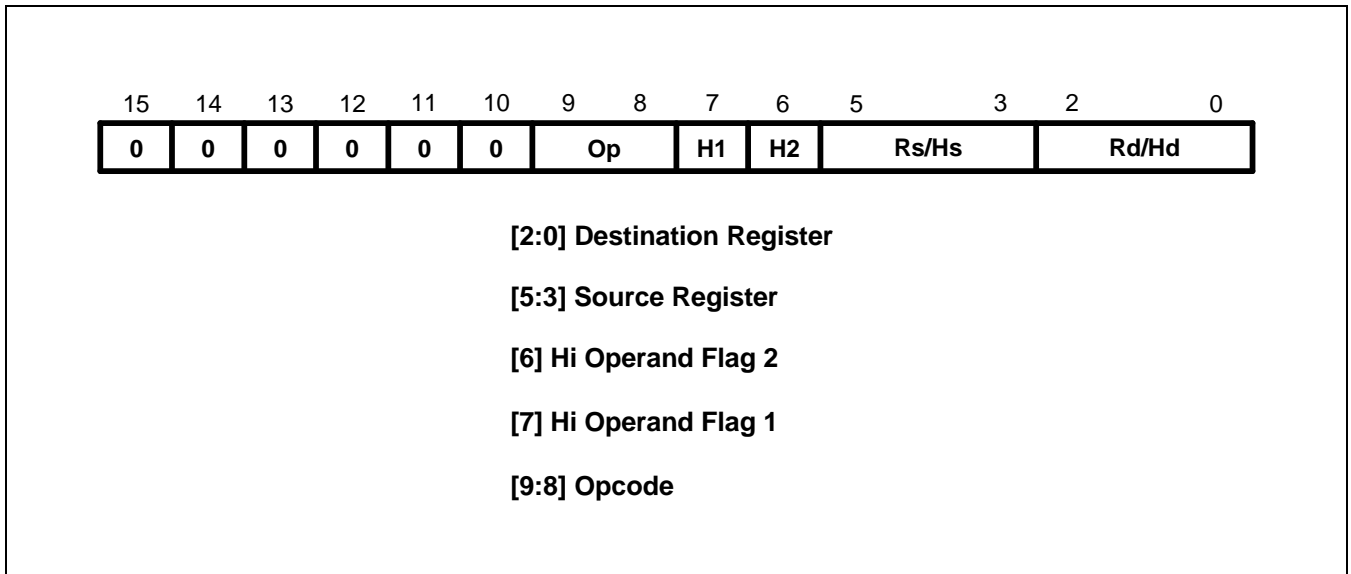 15 14 13 12 11 10 9 8 7 6 5 3 2 0
0 0 0 0 0 0 Op H1 H2 Rs/Hs Rd/Hd
[2:0] Destination Register
[5:3] Source Register
[6] Hi Operand Flag 2
[7] Hi Operand Flag 1
[9:8] Opcode